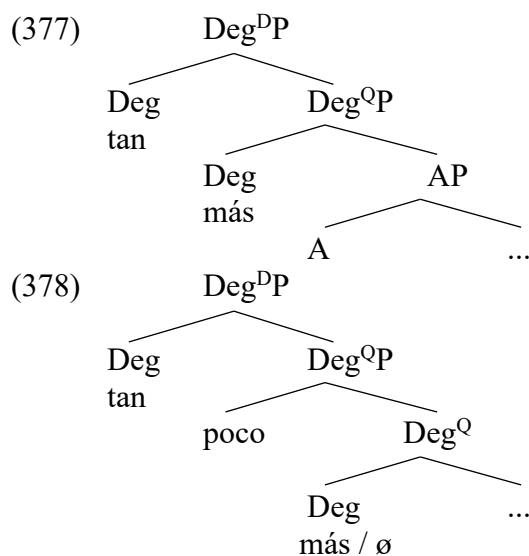 (377) DegᴰP
Deg DegQP
tan
Deg AP
más
A ...
(378) DegᴰP
Deg DegQP
tan
poco DegQ
Deg ...
más / ø